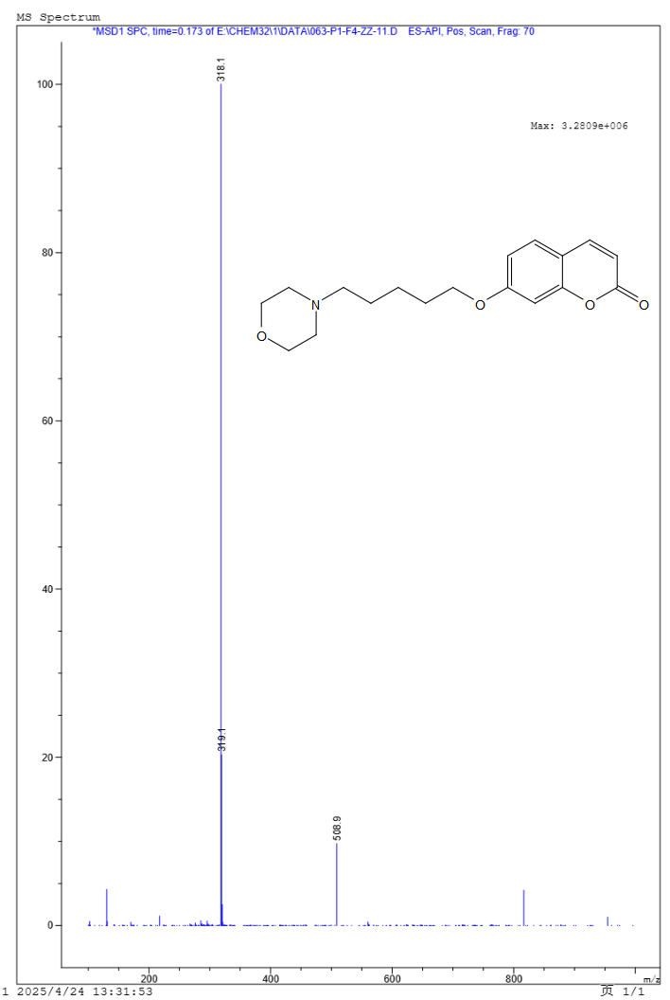 MS Spectrum
*MSD1 SPC, time=0.173 of E:\CHEM32\1\DATA\063-P1-F4-ZZ-11.D    ES-API, Pos, Scan, Frag: 70
318.1
100
Max: 3.2809e+006
80
N
O
O
O
O
60
40
319.1
20
508.9
0
200
400
600
800
m/z
1 2025/4/24 13:31:53
页 1/1